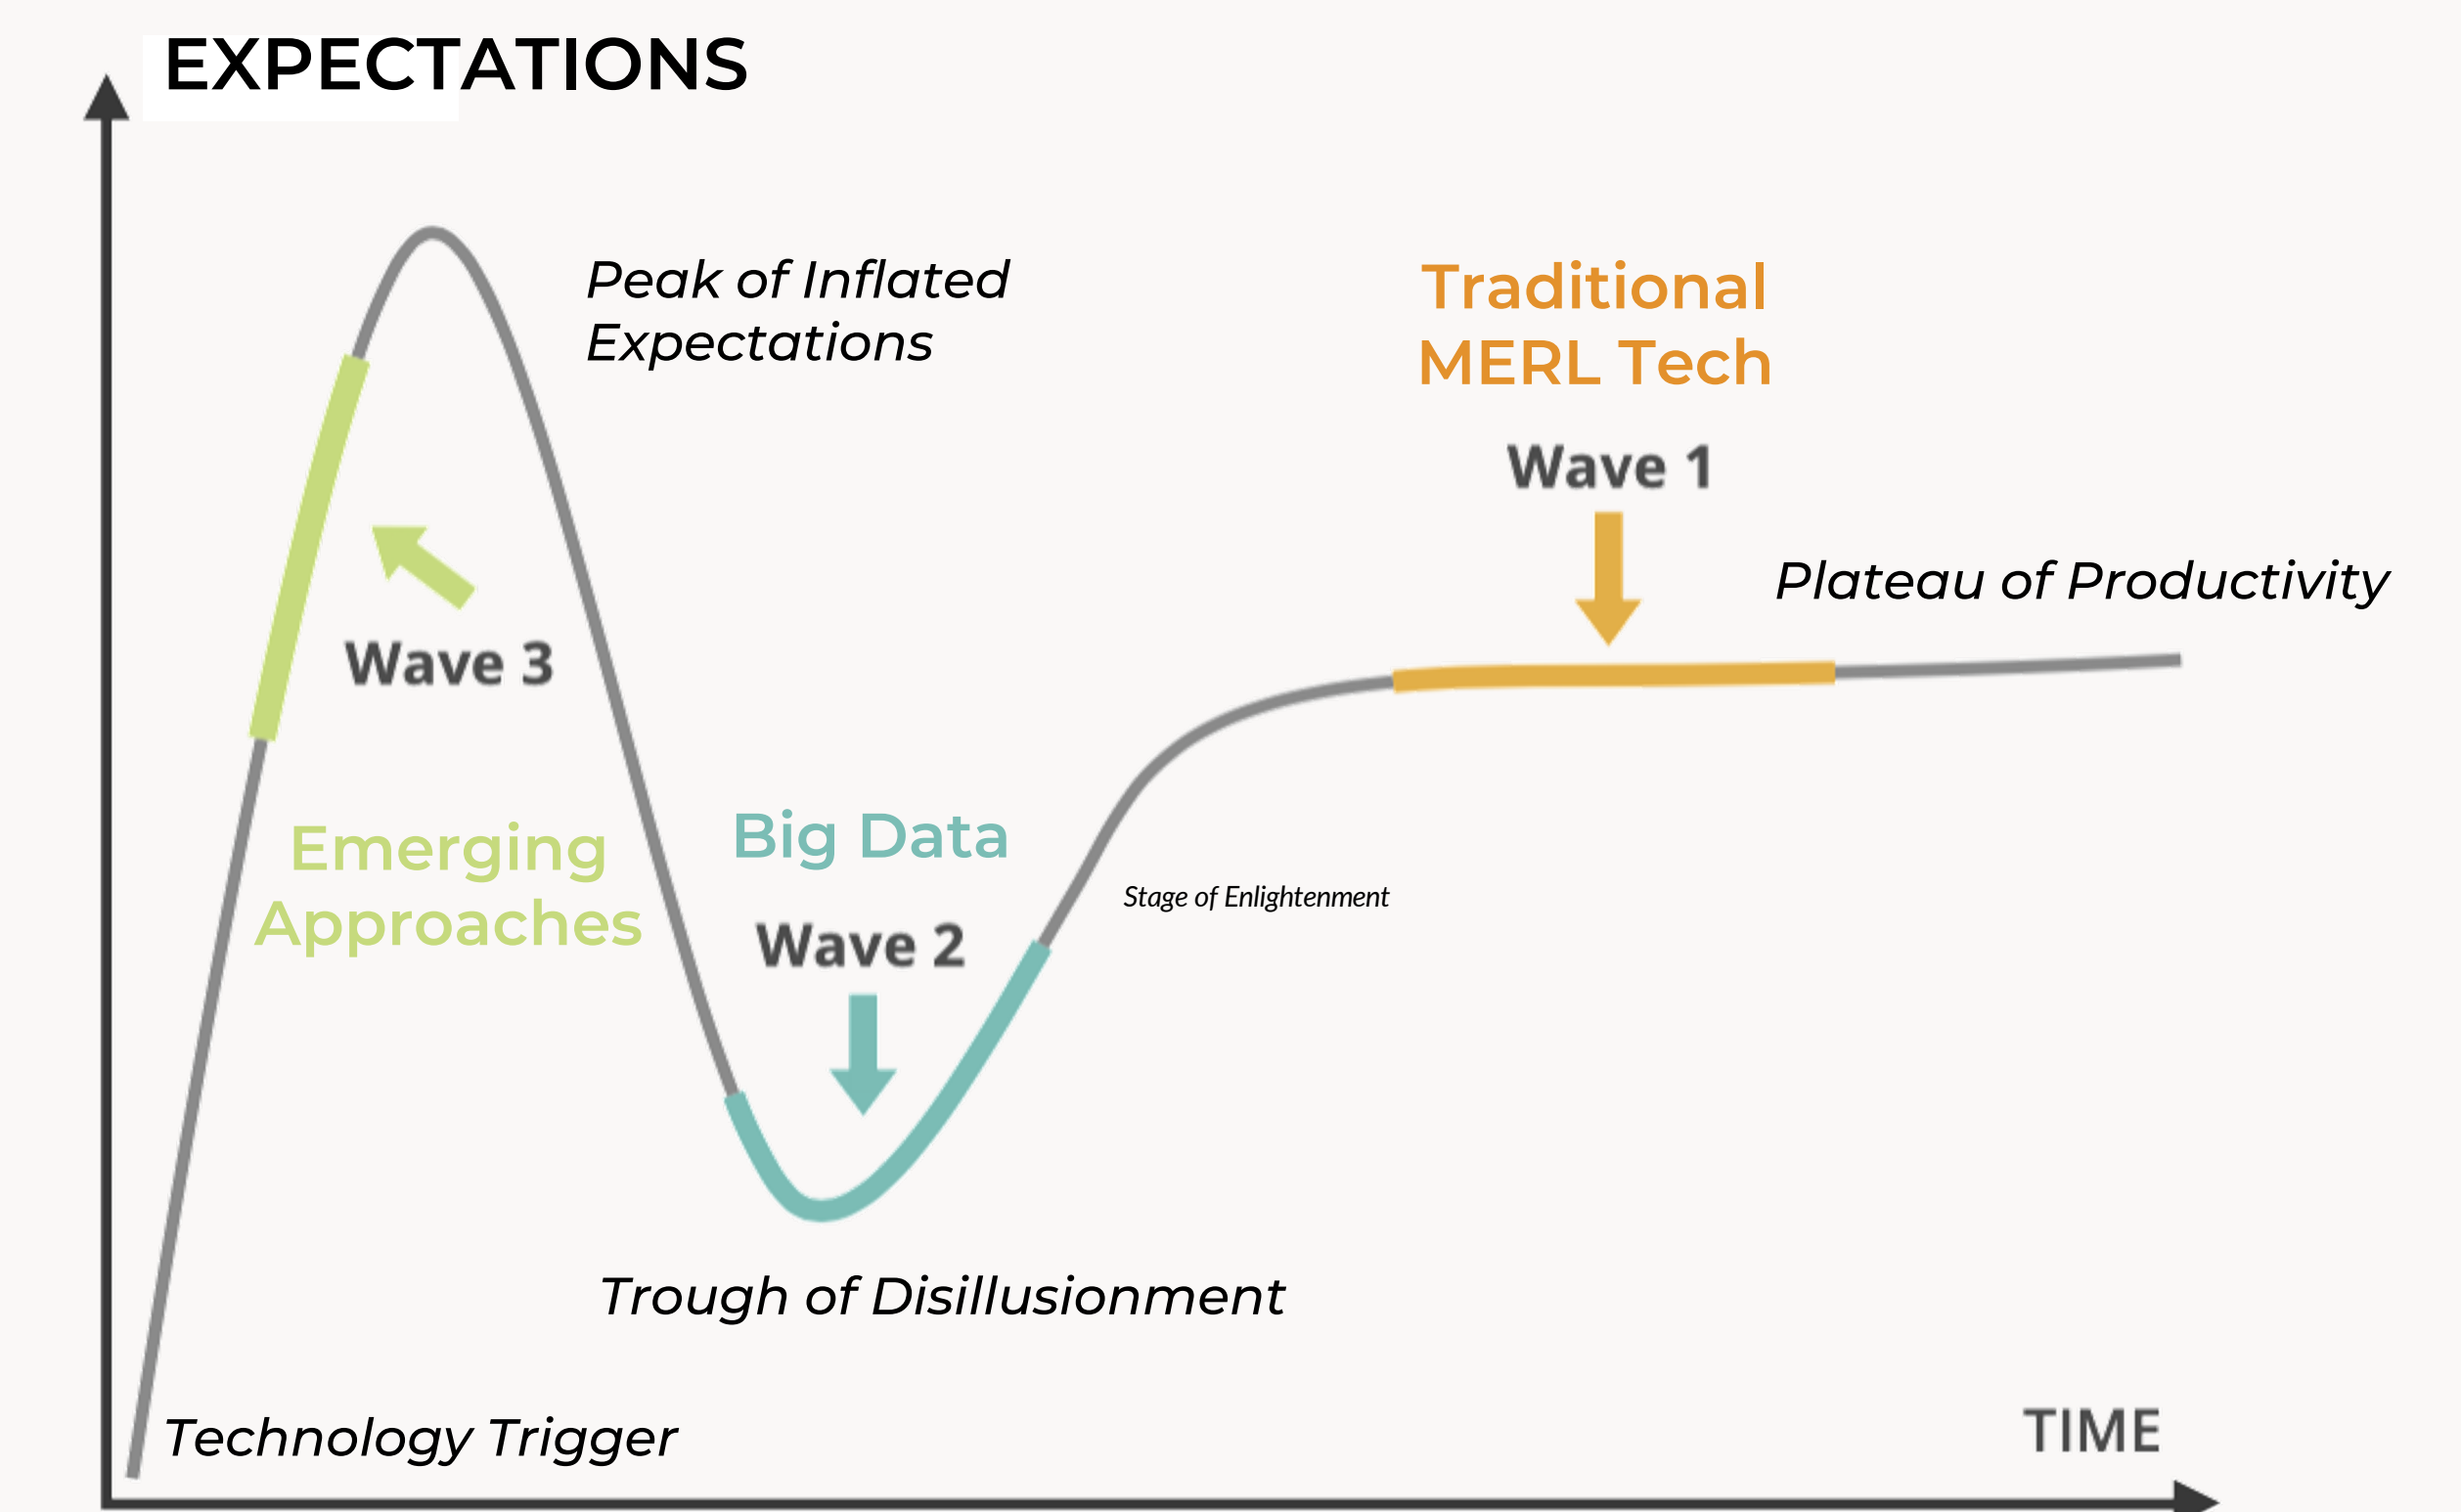 EXPECTATIONS
Peak of Inflated
Expectations
Traditional
MERL Tech
Wave 1
Plateau of Productivity
Wave 3
Emerging
Approaches
Big Data
Wave 2
Stage of Enlightenment
Trough of Disillusionment
Technology Trigger
TIME